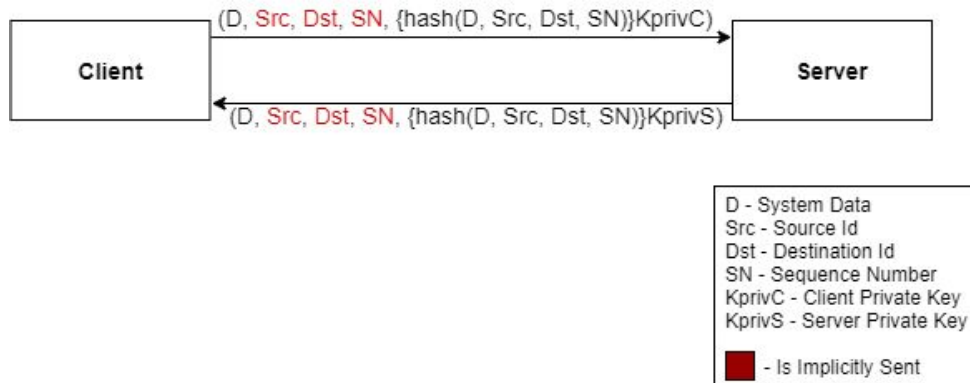 (D, Src, Dst, SN, {hash(D, Src, Dst, SN)}KprivC)
Client
Server
(D, Src, Dst, SN, {hash(D, Src, Dst, SN)}KprivS)
D - System Data
Src - Source Id
Dst - Destination Id
SN - Sequence Number
KprivC - Client Private Key
KprivS - Server Private Key
- Is Implicitly Sent